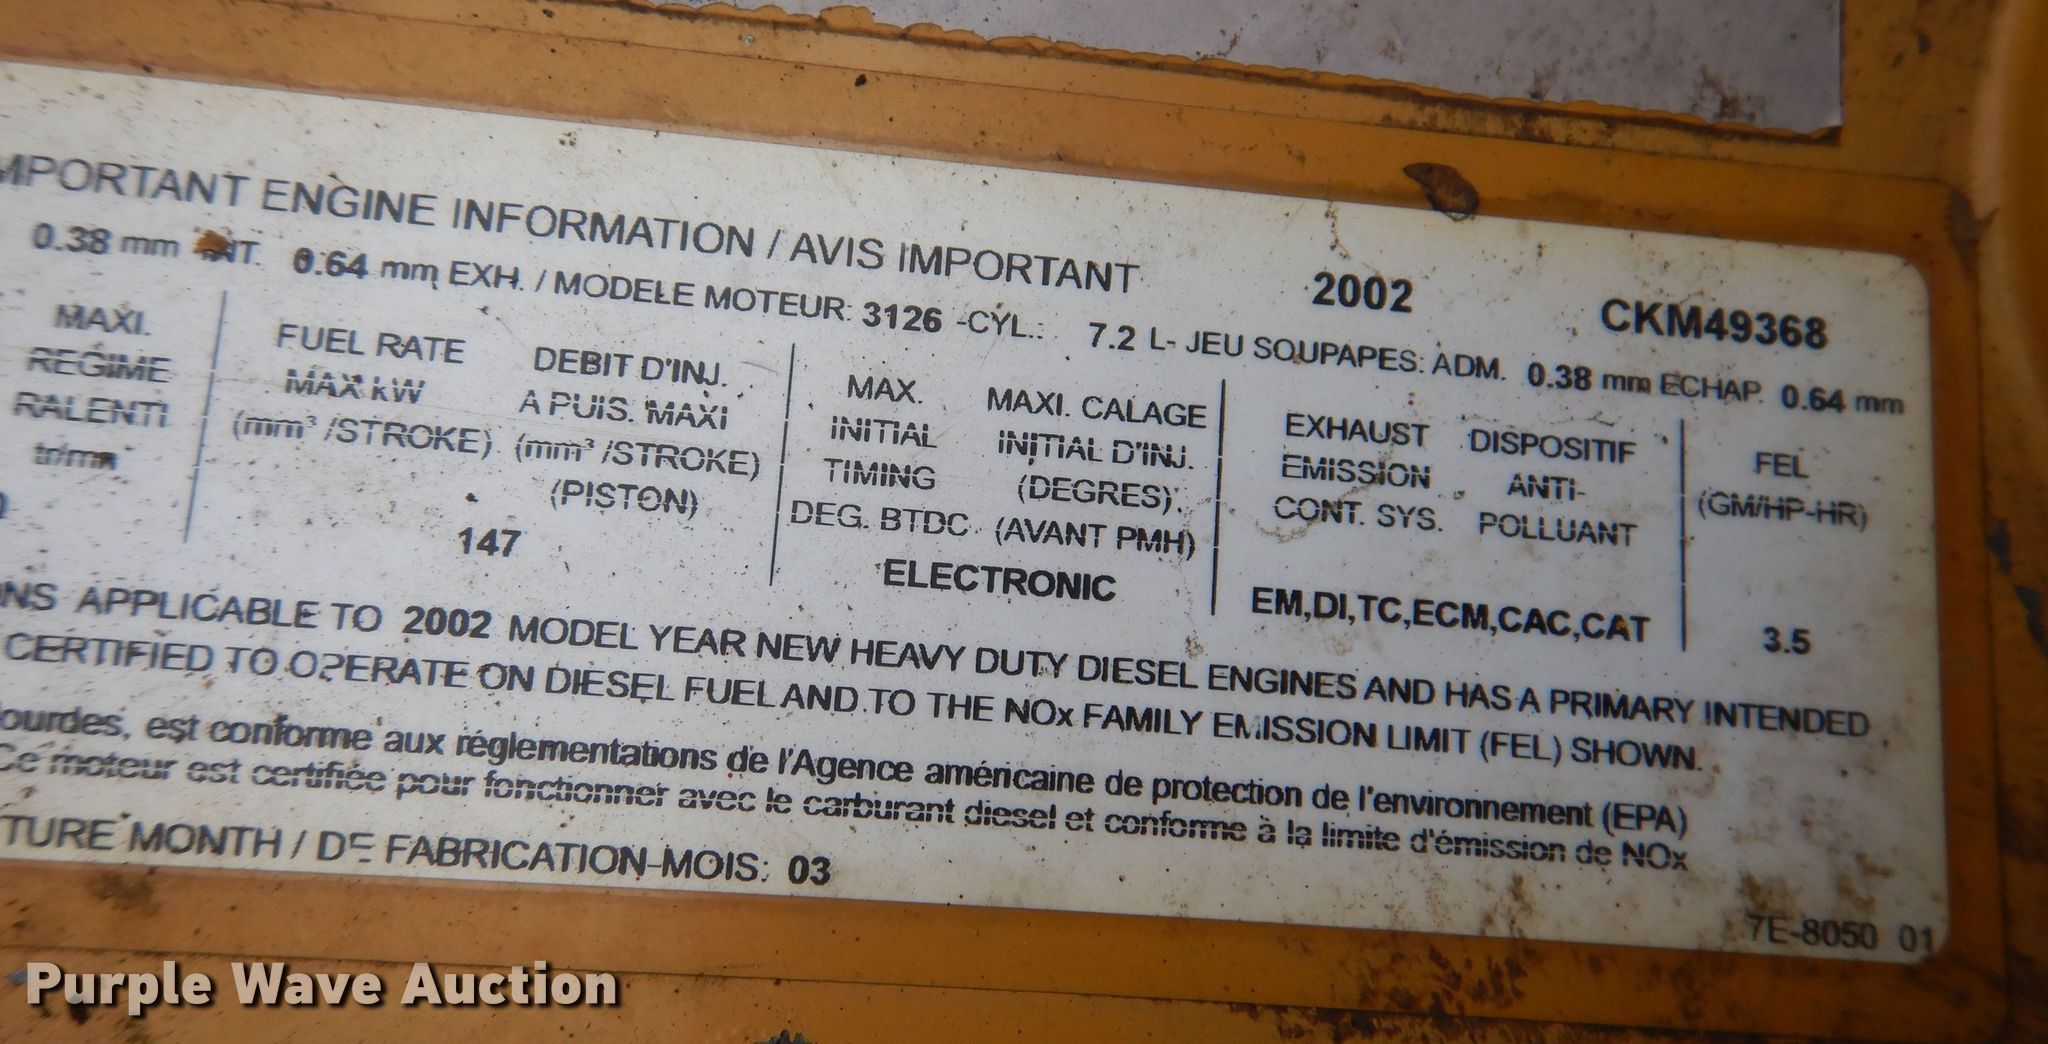 IMPORTANT ENGINE INFORMATION / AVIS IMPORTANT 2002 CKM49368
0.38 mm INT. 0.64 mm EXH. / MODELE MOTEUR: 3126 -CYL.: 7.2 L- JEU SOUPAPES: ADM. 0.38 mm ECHAP. 0.64 mm
MAXI.
REGIME
RALENTI
tr/mn
FUEL RATE
MAX kW
(mm³ /STROKE)
147
DEBIT D'INJ.
A PUIS. MAXI
(mm³ /STROKE)
(PISTON)
MAX.
INITIAL
TIMING
DEG. BTDC
MAXI. CALAGE
INITIAL D'INJ.
(DEGRES).
(AVANT PMH)
ELECTRONIC
EXHAUST
EMISSION
CONT. SYS.
DISPOSITIF
ANTI-
POLLUANT
EM,DI,TC,ECM,CAC,CAT
FEL
(GM/HP-HR)
3.5
APPLICABLE TO 2002 MODEL YEAR NEW HEAVY DUTY DIESEL ENGINES AND HAS A PRIMARY INTENDED
CERTIFIED TO OPERATE ON DIESEL FUEL AND TO THE NOx FAMILY EMISSION LIMIT (FEL) SHOWN.
lourdes, est conforme aux réglementations de l'Agence américaine de protection de l'environnement (EPA)
Ce moteur est certifiée pour fonctionner avec le carburant diesel et conforme à la limite d'émission de NOx
TURE MONTH / DE FABRICATION-MOIS: 03
7E-8050 01
Purple Wave Auction